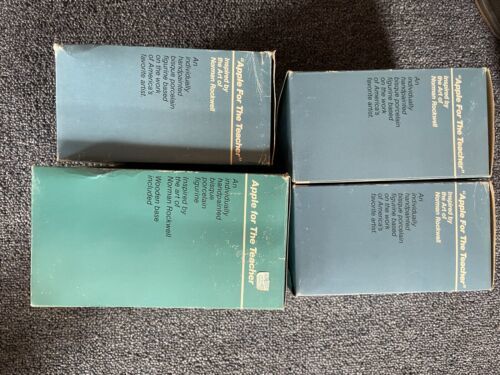 "Apple For The Teacher"
Inspired by
the Art of
Norman Rockwell
An
individually
handpainted
bisque porcelain
figurine based
on the work
of America's
favorite artist.
"Apple For The Teacher"
Inspired by
the Art of
Norman Rockwell
An
individually
handpainted
bisque porcelain
figurine based
on the work
of America's
favorite artist.
Apple for The Teacher
An
individually
handpainted
bisque
porcelain
figurine
Inspired by
the art of
Norman Rockwell
Wooden base
included
"Apple For The Teacher"
Inspired by
the Art of
Norman Rockwell
An
individually
handpainted
bisque porcelain
figurine based
on the work
of America's
favorite artist.